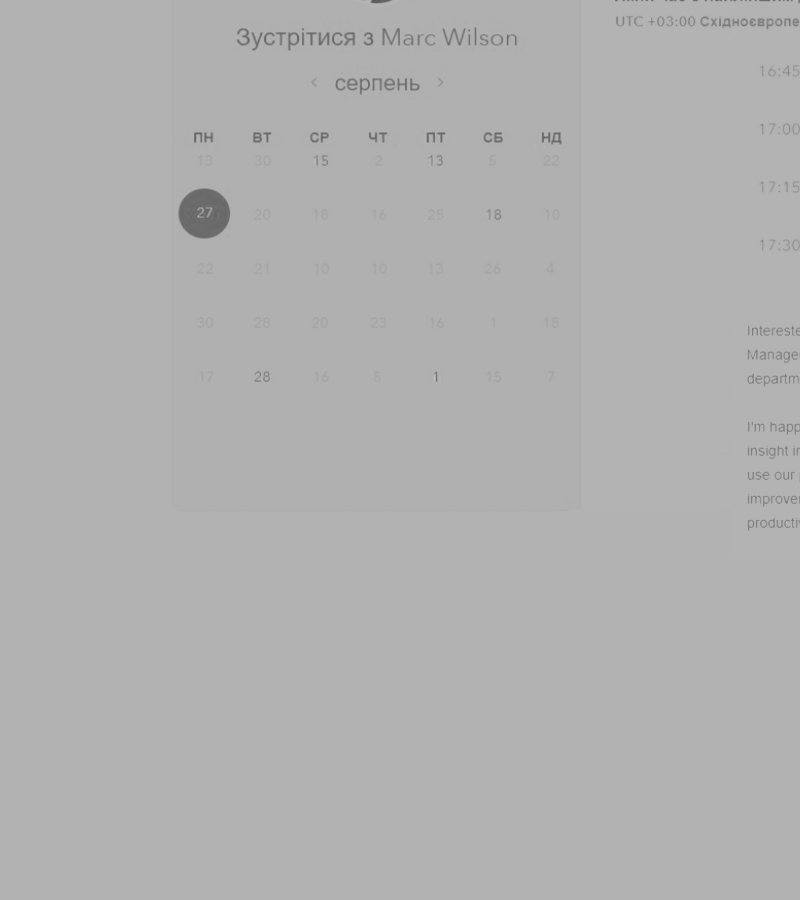 UTC +03:00 Східноєвропе
Зустрітися з Marc Wilson
‹ серпень ›
16:45
17:00
17:15
17:30
ПН ВТ СР ЧТ ПТ СБ НД
13 30 15 2 13 5 22
27 20 18 16 25 18 10
22 21 10 10 13 26 4
30 28 20 23 16 1 18
17 28 16 5 1 15 7
Intereste
Manage
departm
I'm happ
insight i
use our
improve
producti